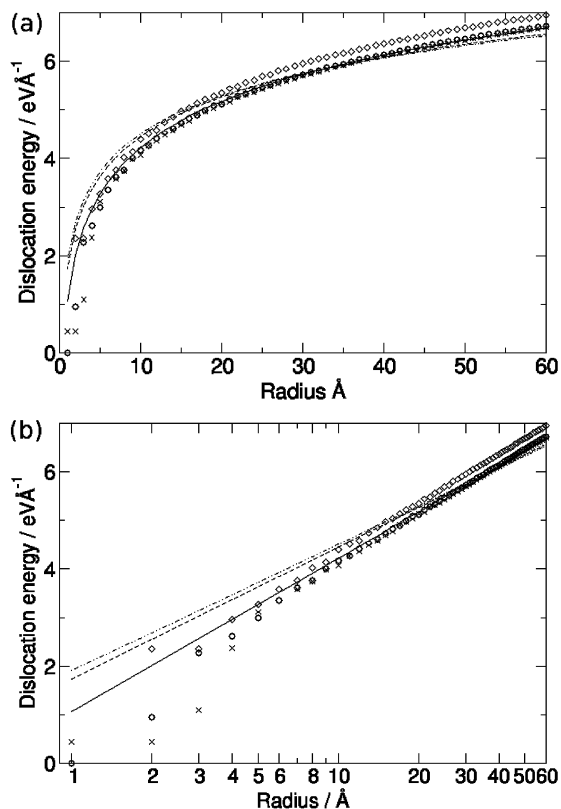 (a)
6
4
2
0
Dislocation energy / eVÅ⁻¹
0 10 20 30 40 50 60
Radius Å
(b)
6
4
2
0
Dislocation energy / eVÅ⁻¹
1 2 3 4 5 6 7 8 10 20 30 40 50 60
Radius / Å